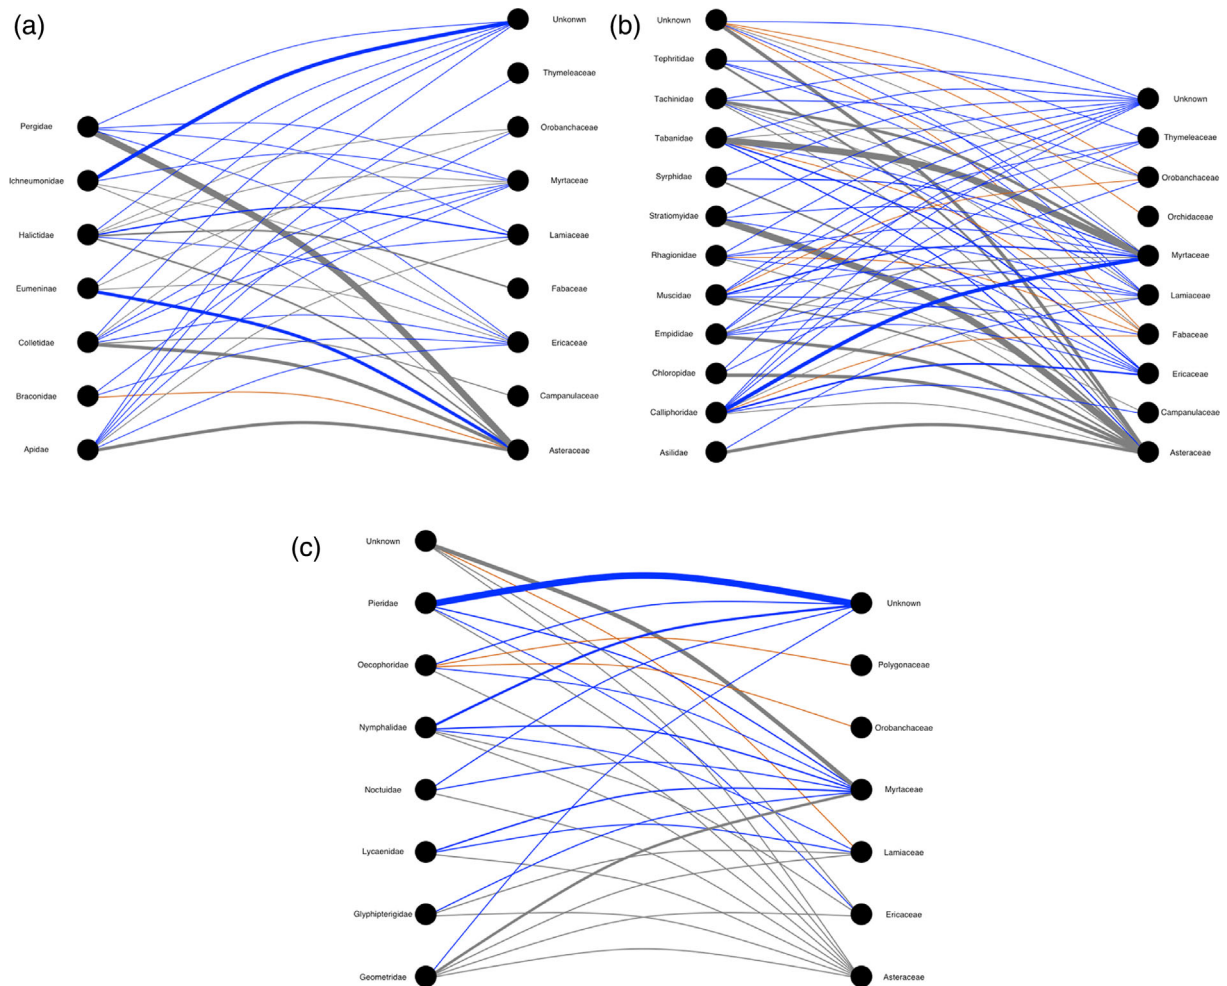 (a)
Unkonwn
Thymeleaceae
Pergidae
Orobanchaceae
Ichneumonidae
Myrtaceae
Halictidae
Lamiaceae
Eumeninae
Fabaceae
Colletidae
Ericaceae
Braconidae
Campanulaceae
Apidae
Asteraceae
(b)
Unknown
Tephritidae
Tachinidae
Unknown
Tabanidae
Thymeleaceae
Syrphidae
Orobanchaceae
Stratiomyidae
Orchidaceae
Rhagionidae
Myrtaceae
Muscidae
Lamiaceae
Empididae
Fabaceae
Chloropidae
Ericaceae
Calliphoridae
Campanulaceae
Asilidae
Asteraceae
(c)
Unknown
Pieridae
Unknown
Oecophoridae
Polygonaceae
Nymphalidae
Orobanchaceae
Noctuidae
Myrtaceae
Lycaenidae
Lamiaceae
Glyphipterigidae
Ericaceae
Geometridae
Asteraceae